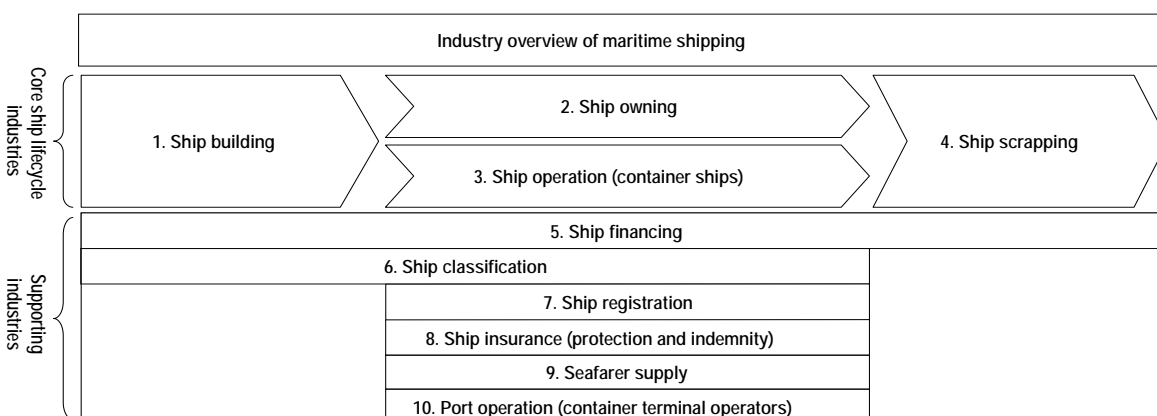 Industry overview of maritime shipping
Core ship lifecycle
industries
1. Ship building
2. Ship owning
3. Ship operation (container ships)
4. Ship scrapping
Supporting
industries
5. Ship financing
6. Ship classification
7. Ship registration
8. Ship insurance (protection and indemnity)
9. Seafarer supply
10. Port operation (container terminal operators)